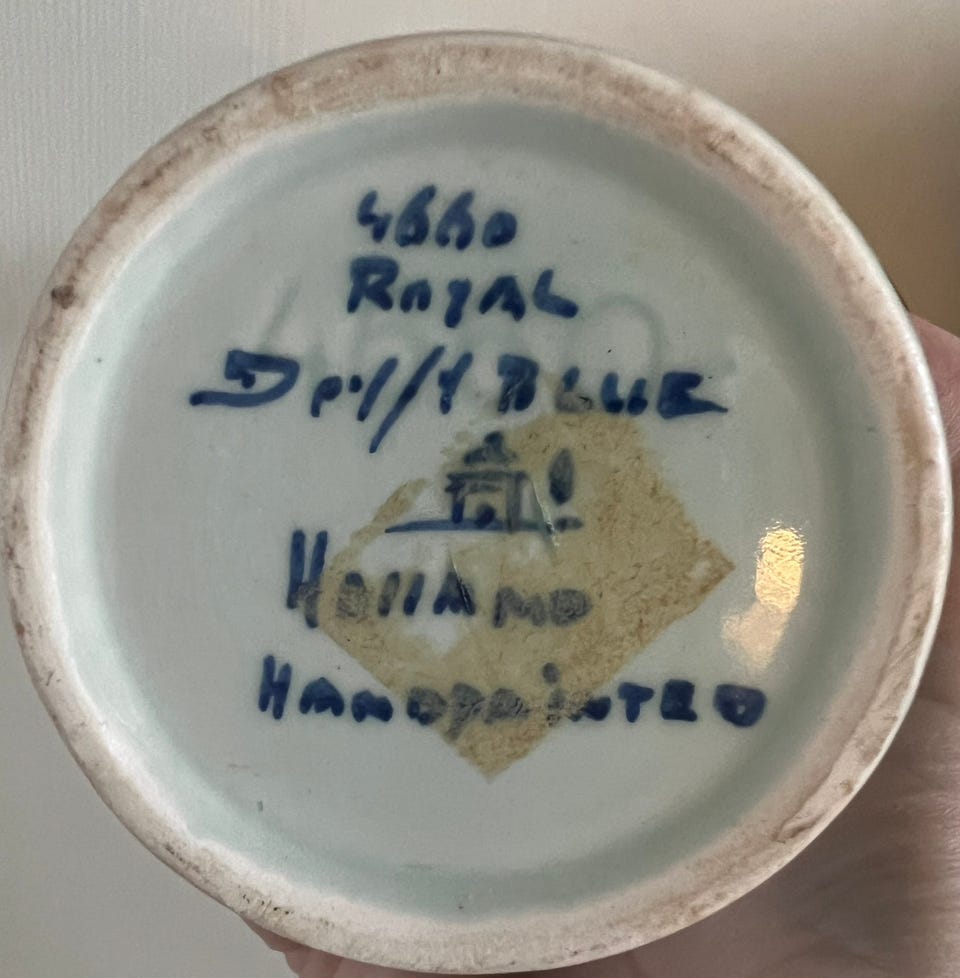 4660
Royal
Delft BLUE
HollAND
HANDpAiNTED